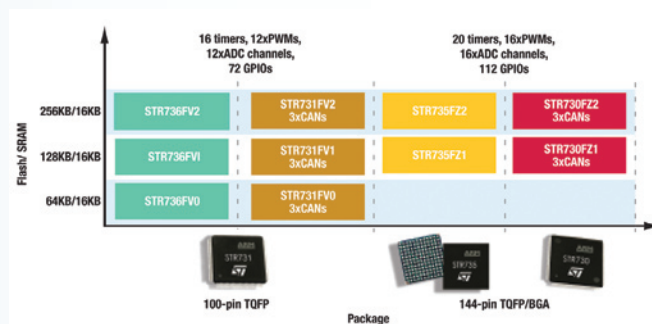 16 timers, 12xPWMs,
12xADC channels,
72 GPIOs
20 timers, 16xPWMs,
16xADC channels,
112 GPIOs
Flash/ SRAM
256KB/16KB
STR736FV2
STR731FV2
3xCANs
STR735FZ2
STR730FZ2
3xCANs
128KB/16KB
STR736FVI
STR731FV1
3xCANs
STR735FZ1
STR730FZ1
3xCANs
64KB/16KB
STR736FV0
STR731FV0
3xCANs
STR731
STR735
STR730
100-pin TQFP
144-pin TQFP/BGA
Package